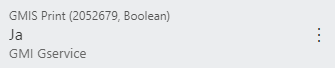 GMIS Print (2052679, Boolean)
Ja
GMI Gservice